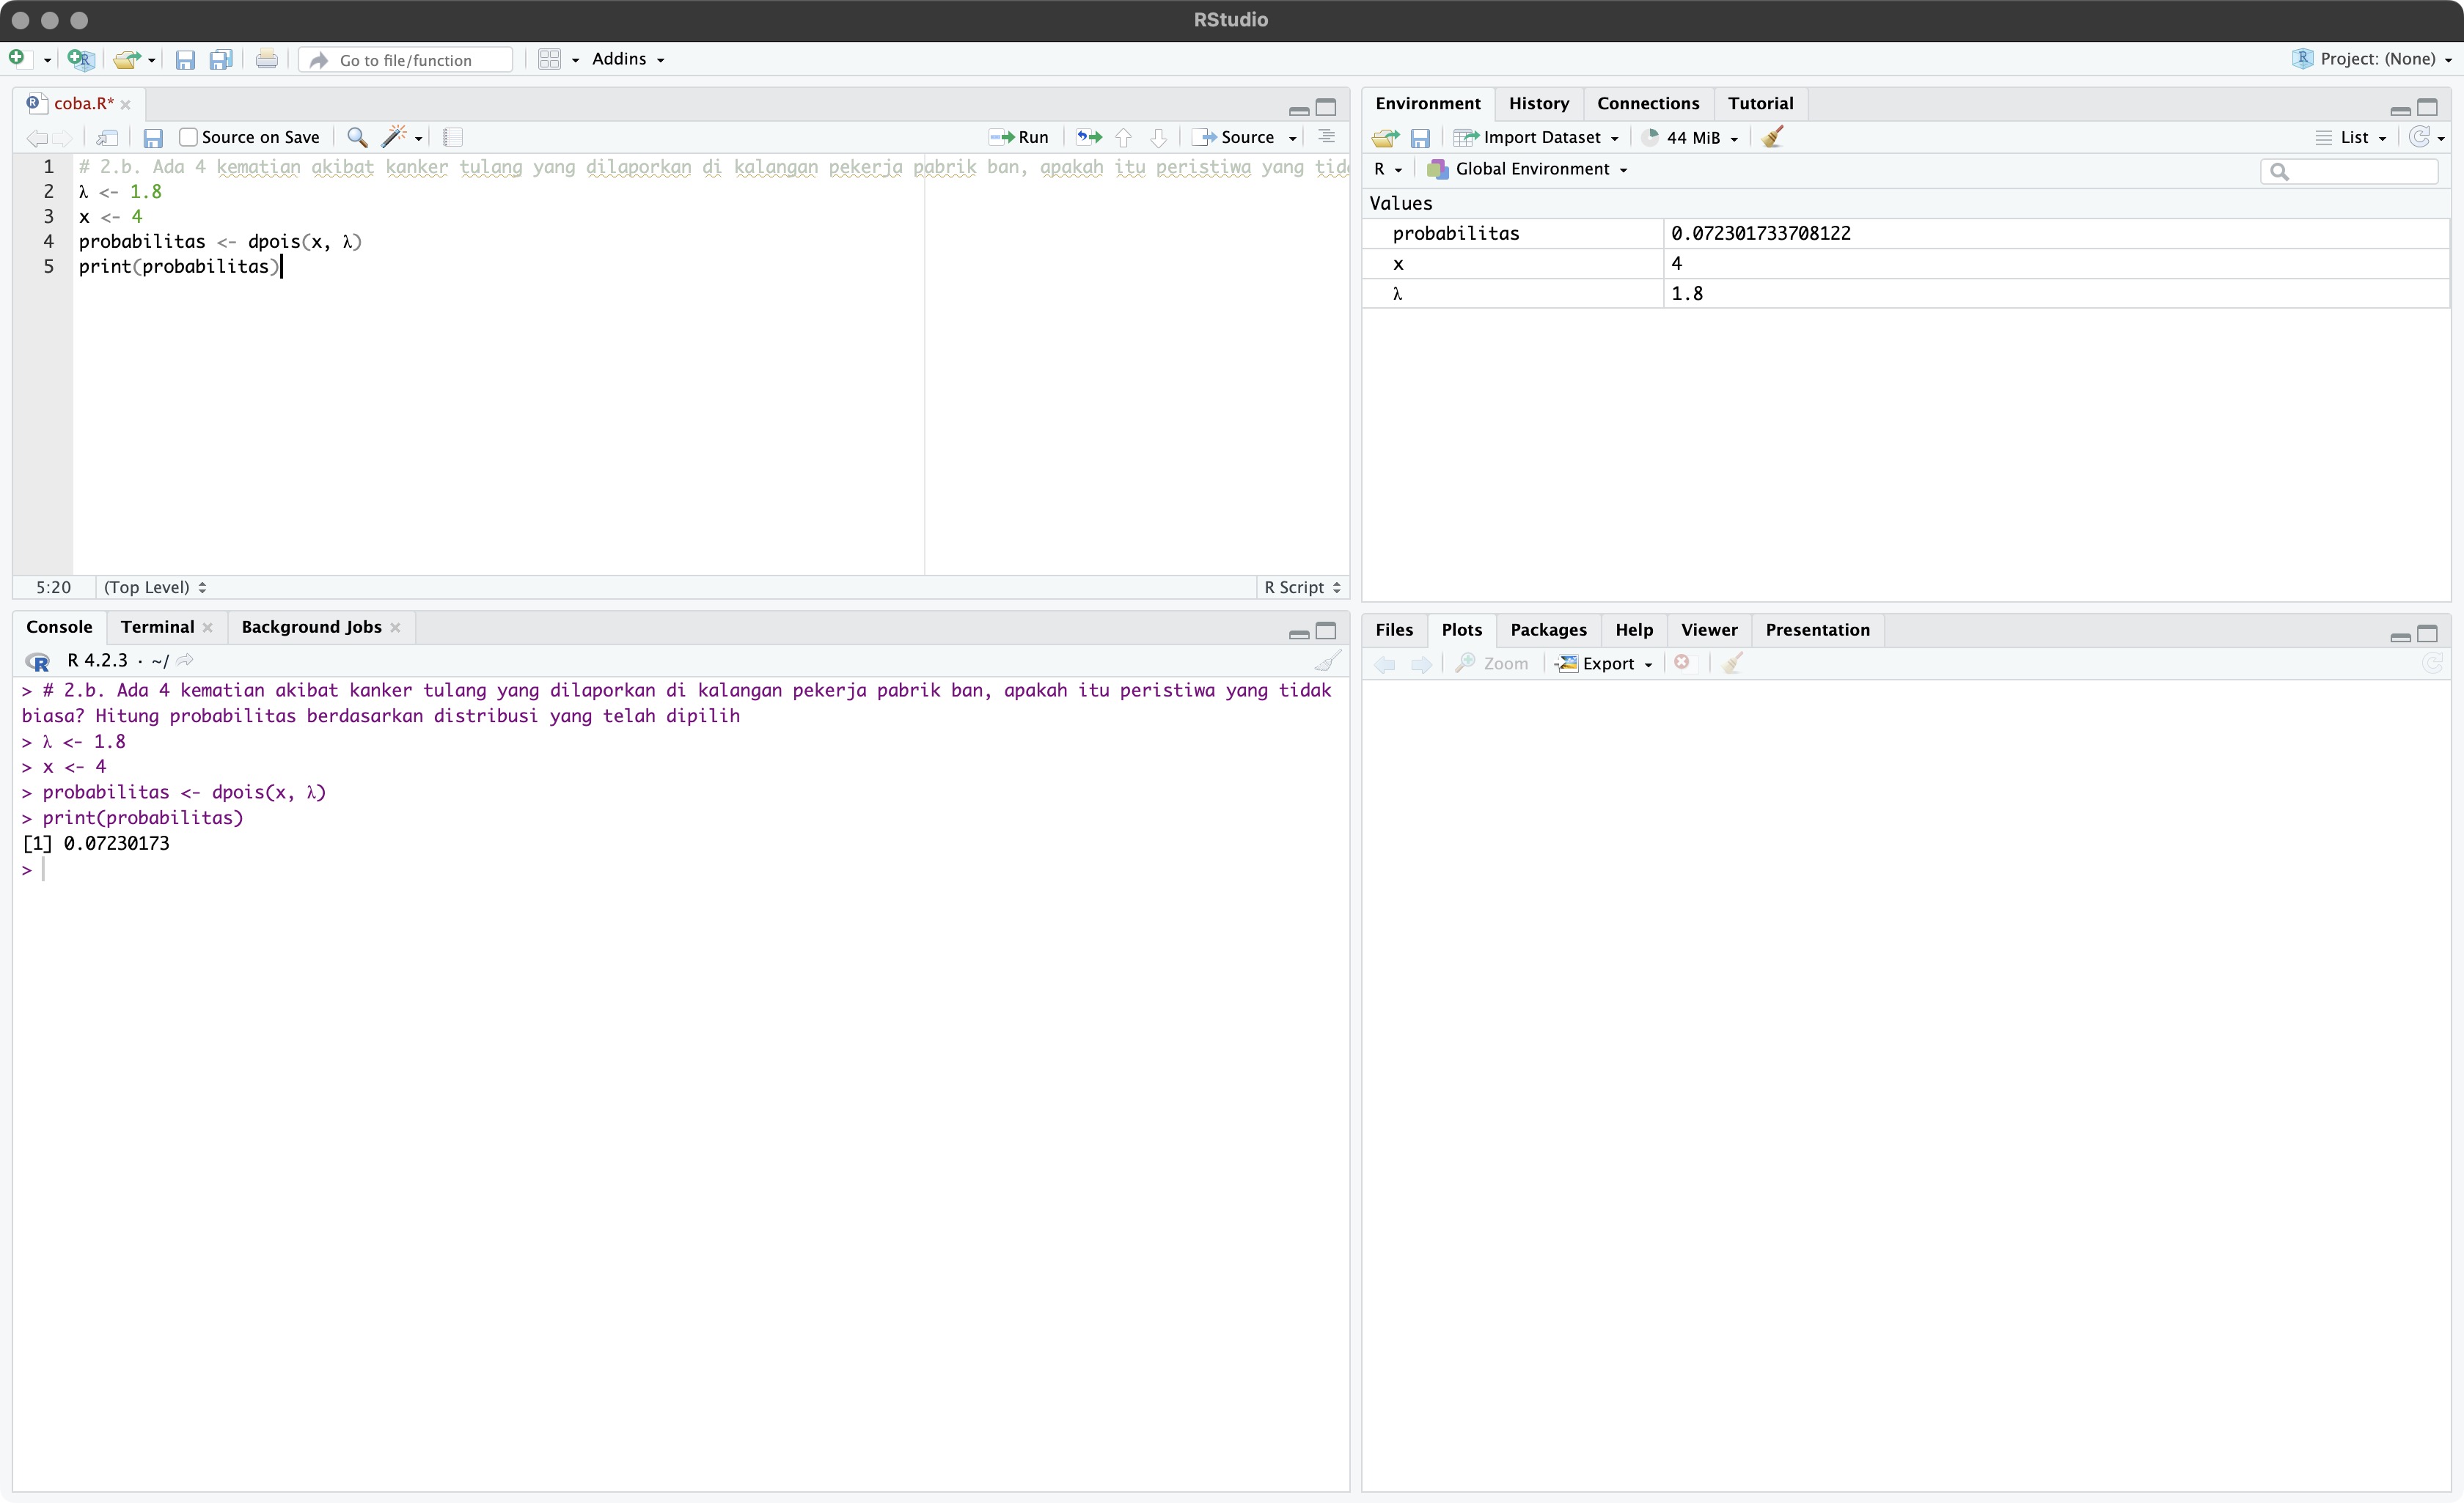 RStudio
Go to file/function
Addins
Project: (None)
coba.R*
Source on Save
Run
Source
1 # 2.b. Ada 4 kematian akibat kanker tulang yang dilaporkan di kalangan pekerja pabrik ban, apakah itu peristiwa yang tid
2 λ <- 1.8
3 x <- 4
4 probabilitas <- dpois(x, λ)
5 print(probabilitas)
5:20 (Top Level) R Script
Console Terminal Background Jobs
R 4.2.3 · ~/
> # 2.b. Ada 4 kematian akibat kanker tulang yang dilaporkan di kalangan pekerja pabrik ban, apakah itu peristiwa yang tidak
biasa? Hitung probabilitas berdasarkan distribusi yang telah dipilih
> λ <- 1.8
> x <- 4
> probabilitas <- dpois(x, λ)
> print(probabilitas)
[1] 0.07230173
>
Environment History Connections Tutorial
Import Dataset 44 MiB List
R Global Environment
Values
probabilitas 0.072301733708122
x 4
λ 1.8
Files Plots Packages Help Viewer Presentation
Zoom Export